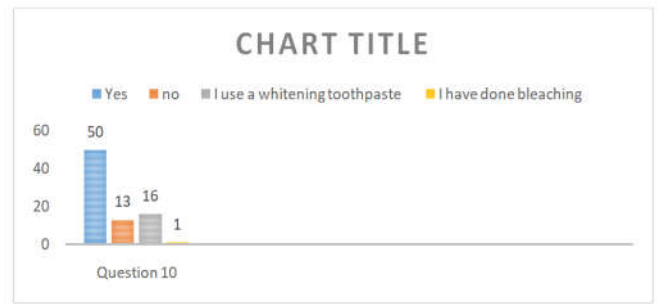 CHART TITLE
Yes no I use a whitening toothpaste I have done bleaching
60
50
40
20
13 16
1
0
Question 10